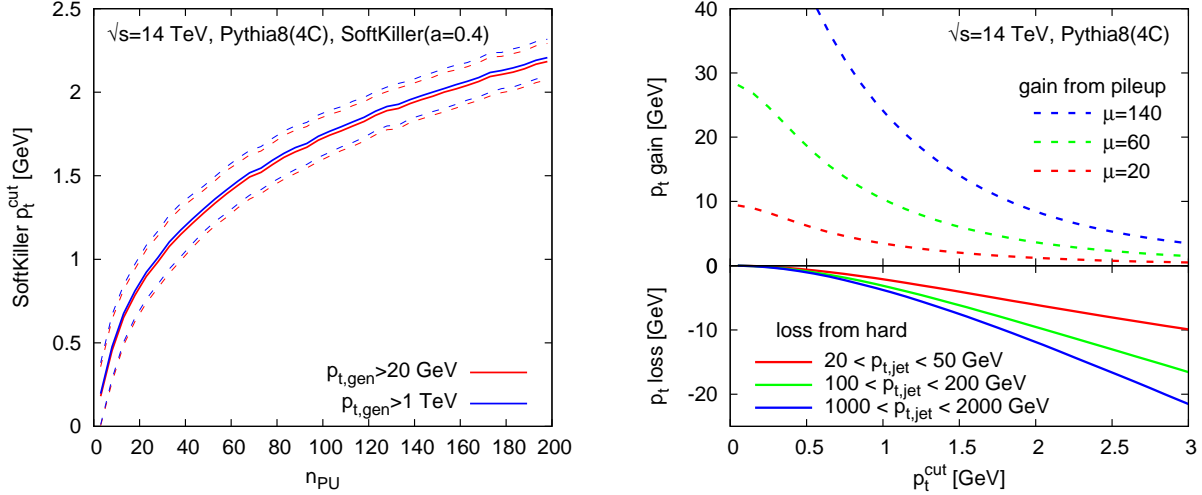 √s=14 TeV, Pythia8(4C), SoftKiller(a=0.4)
SoftKiller p_t^cut [GeV]
2.5
2
1.5
1
0.5
0
p_t,gen>20 GeV
p_t,gen>1 TeV
0 20 40 60 80 100 120 140 160 180 200
n_PU
√s=14 TeV, Pythia8(4C)
p_t gain [GeV]
40
30
20
10
0
gain from pileup
μ=140
μ=60
μ=20
p_t loss [GeV]
-10
-20
loss from hard
20 < p_t,jet < 50 GeV
100 < p_t,jet < 200 GeV
1000 < p_t,jet < 2000 GeV
0 0.5 1 1.5 2 2.5 3
p_t^cut [GeV]